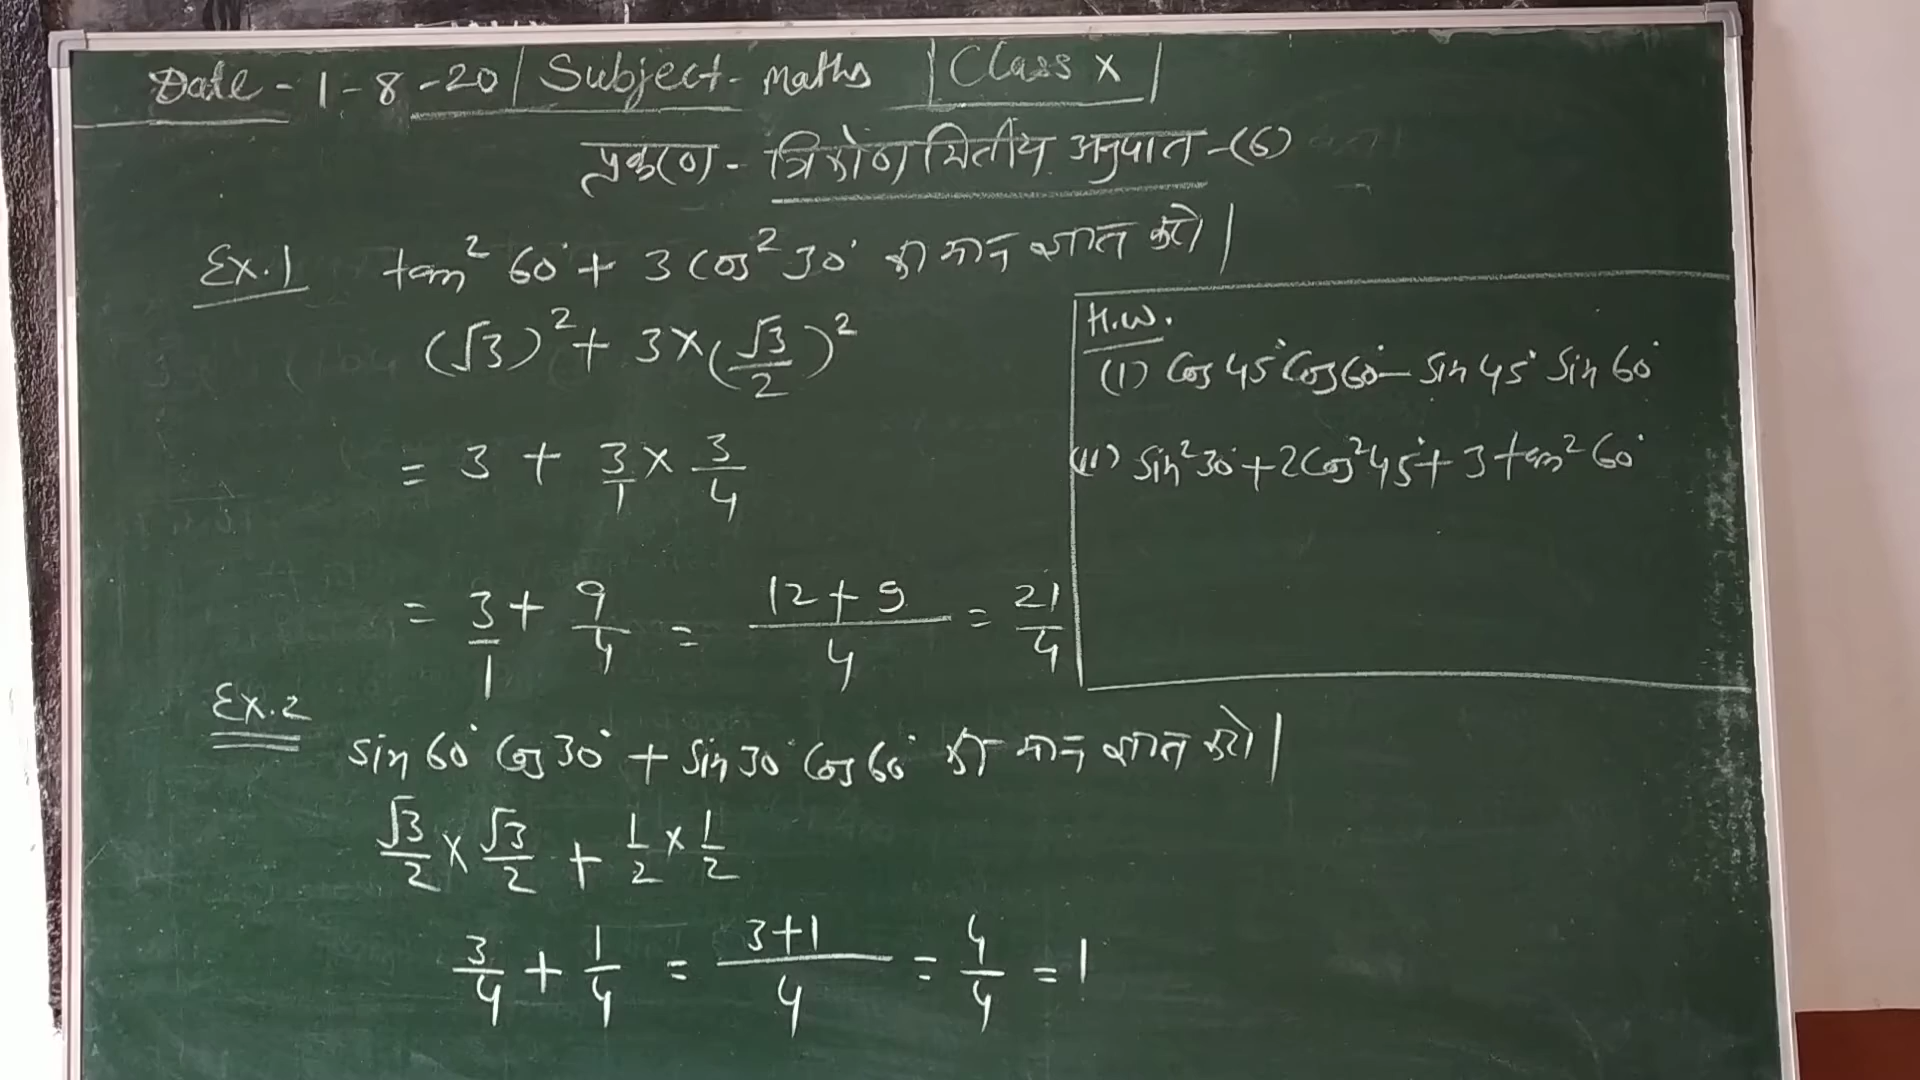 Date - 1-8-20 | Subject - Maths | Class X |
प्रकरण - त्रिकोणमितीय अनुपात -(6)
Ex.1 tan² 60° + 3 cos² 30° का मान ज्ञात करो।
(√3)² + 3×(√3/2)²
= 3 + 3/1 × 3/4
= 3/1 + 9/4 = (12+9)/4 = 21/4
H.W.
(i) Cos 45° Cos 60° - Sin 45° Sin 60°
(ii) Sin² 30° + 2 Cos² 45° + 3 tan² 60°
Ex.2
Sin 60° Cos 30° + Sin 30° Cos 60° का मान ज्ञात करो।
√3/2 × √3/2 + 1/2 × 1/2
3/4 + 1/4 = (3+1)/4 = 4/4 = 1